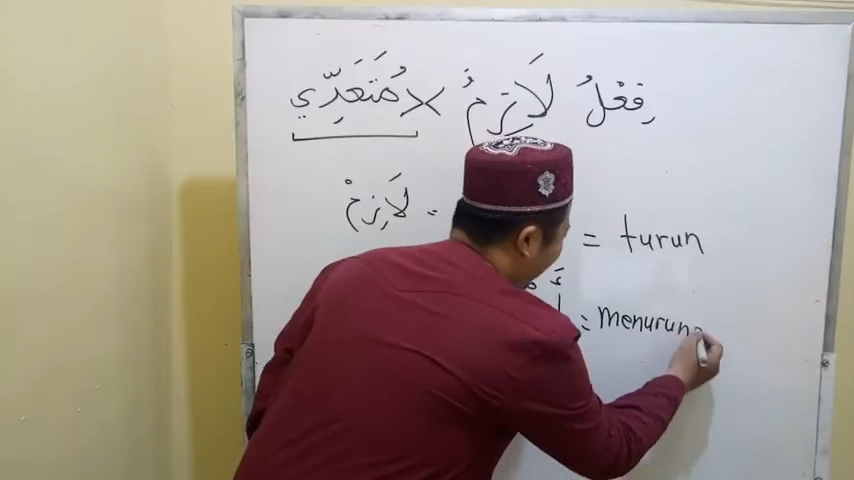 فِعْلُ لَازِمٌ لَا مُتَعَدِّي
= turun = لَازِمٌ
= menurun